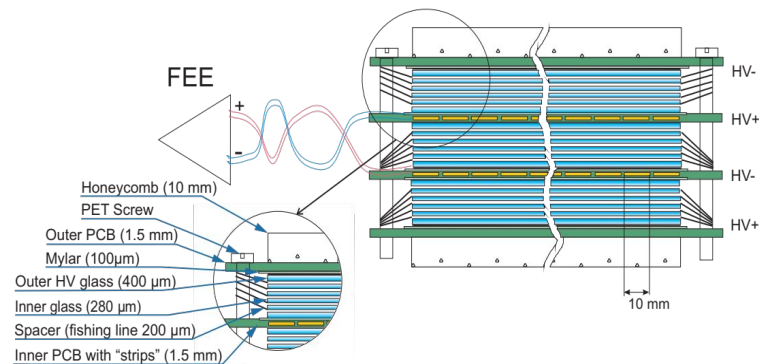 FEE
+
-
HV-
HV+
HV-
HV+
Honeycomb (10 mm)
PET Screw
Outer PCB (1.5 mm)
Mylar (100µm)
Outer HV glass (400 µm)
Inner glass (280 µm)
Spacer (fishing line 200 µm)
Inner PCB with “strips” (1.5 mm)
10 mm